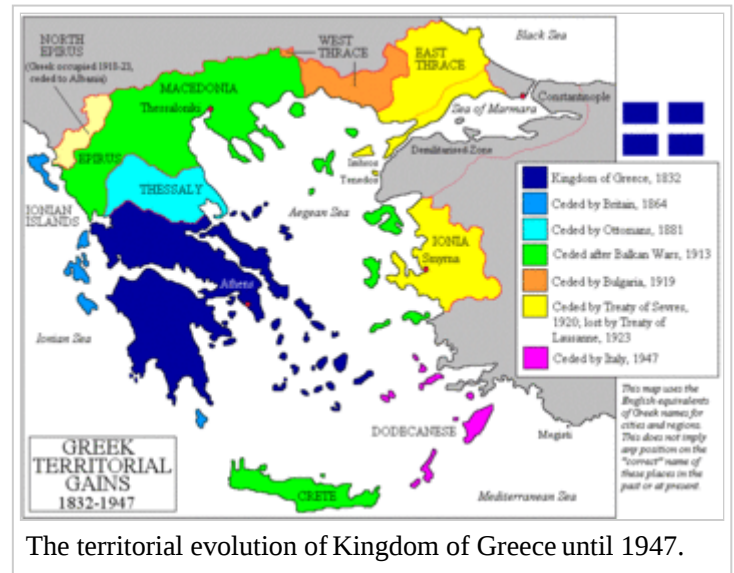 NORTH
EPIRUS
(Greek occupied 1918-23,
ceded to Albania)
WEST
THRACE
EAST
THRACE
Black Sea
MACEDONIA
Thessaloniki
Constantinople
Sea of Marmara
EPIRUS
Imbros
Tenedos
Demilitarised Zone
THESSALY
IONIAN
ISLANDS
Aegean Sea
IONIA
Smyrna
Athens
Ionian Sea
Kingdom of Greece, 1832
Ceded by Britain, 1864
Ceded by Ottomans, 1881
Ceded after Balkan Wars, 1913
Ceded by Bulgaria, 1919
Ceded by Treaty of Sevres,
1920; lost by Treaty of
Lausanne, 1923
Ceded by Italy, 1947
This map uses the
English equivalents
of Greek names for
cities and regions.
This does not imply
any position on the
"correct" name of
these places in the
past or at present.
DODECANESE
Megisti
GREEK
TERRITORIAL
GAINS
1832-1947
CRETE
Mediterranean Sea
The territorial evolution of Kingdom of Greece until 1947.